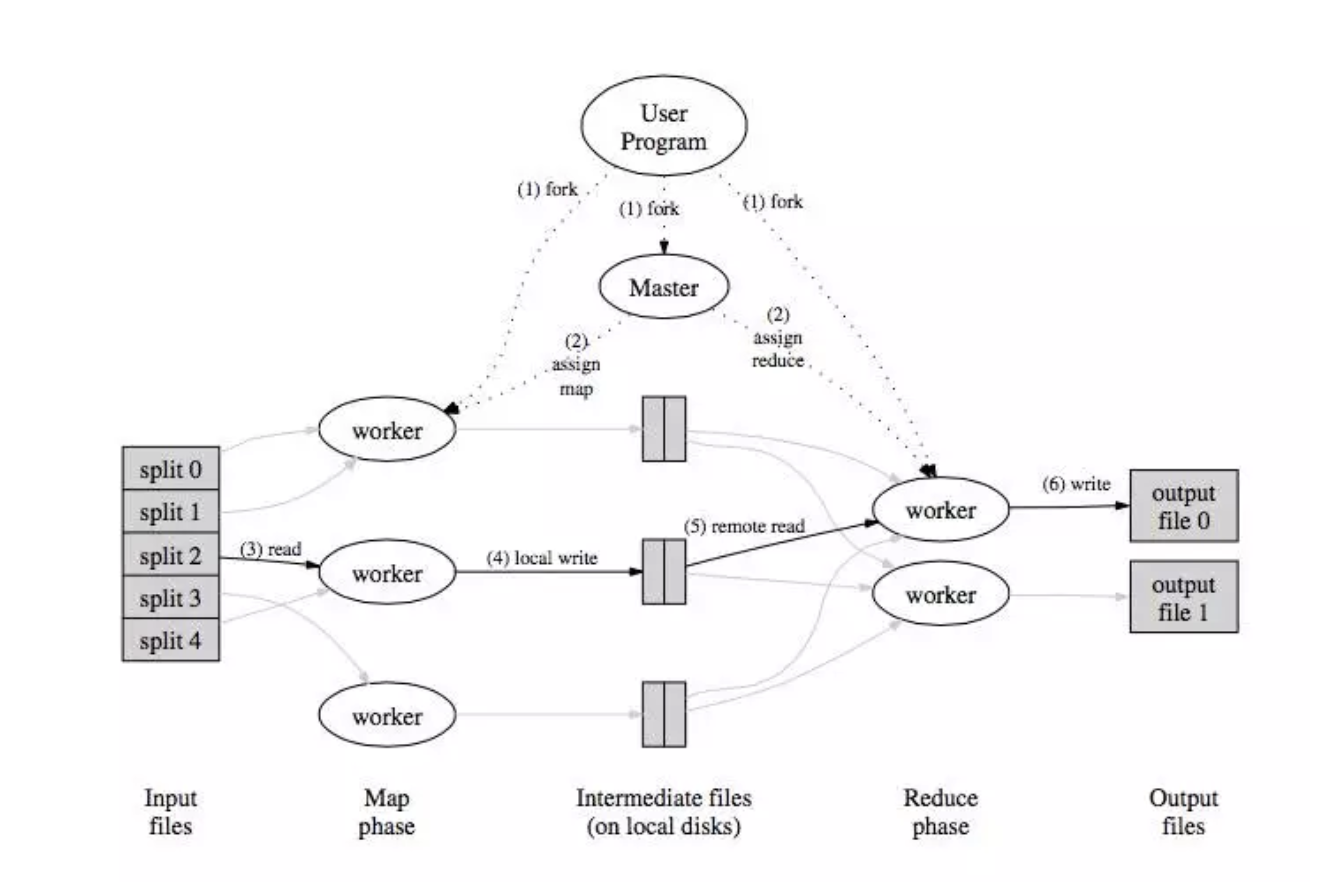 User
Program
(1) fork
(1) fork
(1) fork
Master
(2)
assign
map
(2)
assign
reduce
worker
split 0
split 1
split 2
split 3
split 4
(3) read
worker
(4) local write
worker
(5) remote read
worker
(6) write
output
file 0
worker
output
file 1
Input
files
Map
phase
Intermediate files
(on local disks)
Reduce
phase
Output
files